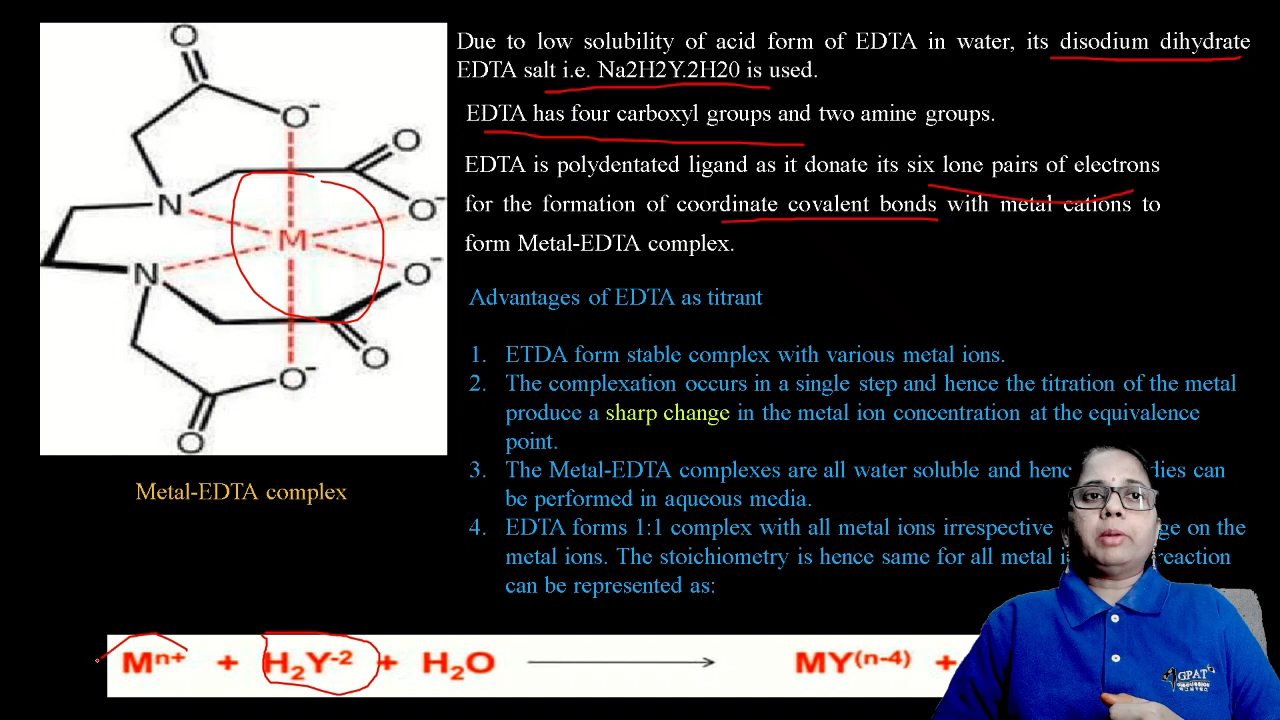 Due to low solubility of acid form of EDTA in water, its disodium dihydrate
EDTA salt i.e. Na2H2Y.2H20 is used.
EDTA has four carboxyl groups and two amine groups.
EDTA is polydentated ligand as it donate its six lone pairs of electrons
for the formation of coordinate covalent bonds with metal cations to
form Metal-EDTA complex.
O
O⁻
O
N
O⁻
M
N
O⁻
O
O⁻
O
Metal-EDTA complex
Advantages of EDTA as titrant
1. ETDA form stable complex with various metal ions.
2. The complexation occurs in a single step and hence the titration of the metal
produce a sharp change in the metal ion concentration at the equivalence
point.
3. The Metal-EDTA complexes are all water soluble and can
be performed in aqueous media.
4. EDTA forms 1:1 complex with all metal ions irrespective on the
metal ions. The stoichiometry is hence same for all metal reaction
can be represented as:
Mⁿ⁺ + H₂Y⁻² + H₂O ⟶ MY⁽ⁿ⁻⁴⁾ +
GPAT